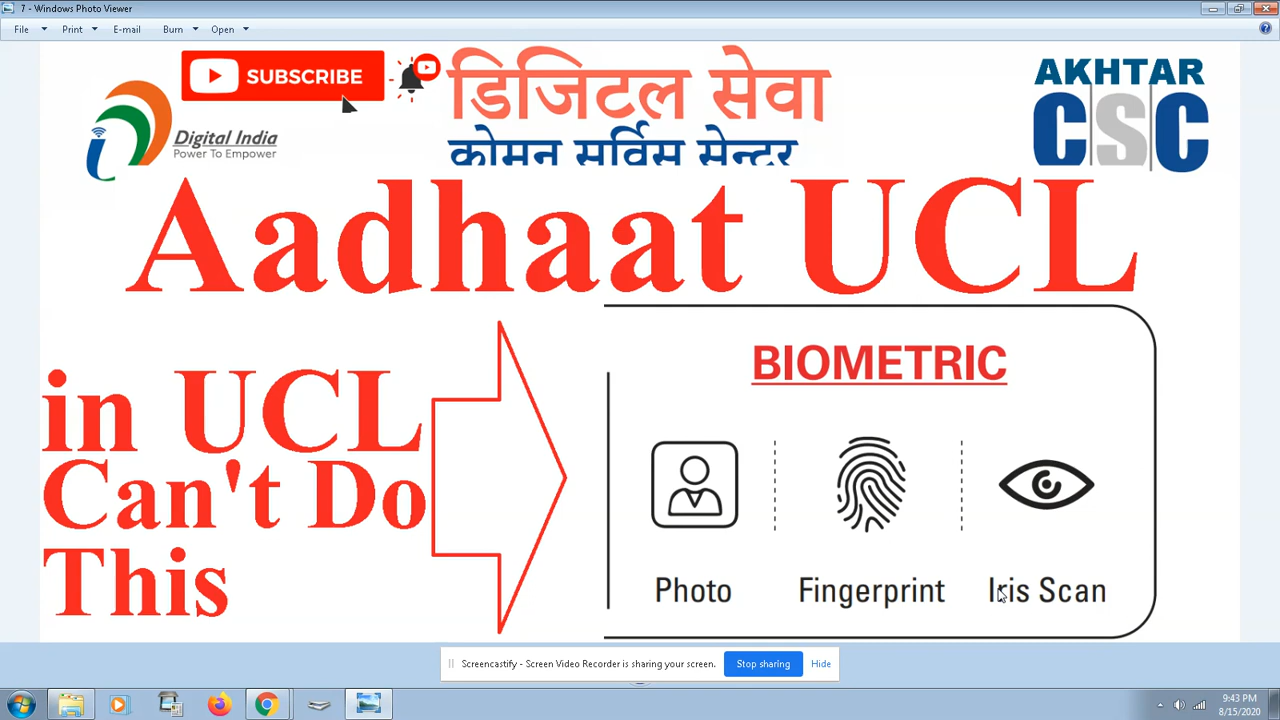 7 - Windows Photo Viewer
File Print E-mail Burn Open
SUBSCRIBE
डिजिटल सेवा
कोमन सर्विस सेन्टर
Digital India
Power To Empower
AKHTAR
CSC
Aadhaat UCL
in UCL
Can't Do
This
BIOMETRIC
Photo Fingerprint Iris Scan
Screencastify - Screen Video Recorder is sharing your screen. Stop sharing Hide
9:43 PM
8/15/2020